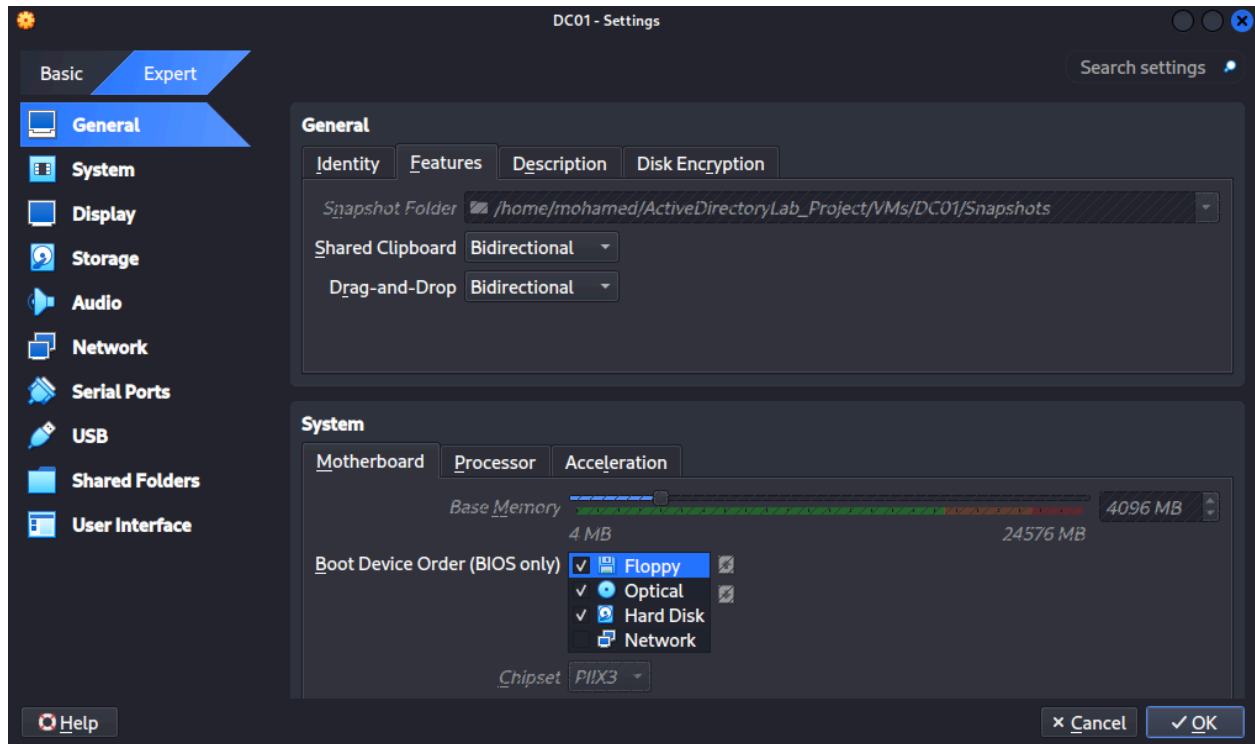 DC01 - Settings
Basic
Expert
Search settings
General
System
Display
Storage
Audio
Network
Serial Ports
USB
Shared Folders
User Interface
General
Identity Features Description Disk Encryption
Snapshot Folder /home/mohamed/ActiveDirectoryLab_Project/VMs/DC01/Snapshots
Shared Clipboard Bidirectional
Drag-and-Drop Bidirectional
System
Motherboard Processor Acceleration
Base Memory 4096 MB
4 MB 24576 MB
Boot Device Order (BIOS only) Floppy
Optical
Hard Disk
Network
Chipset PIIX3
Help
Cancel OK